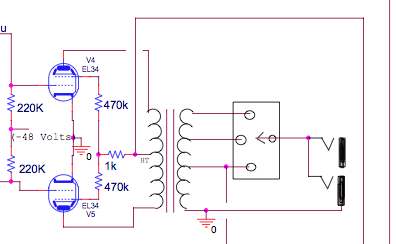 u
V4
EL34
220K
470k
(-48 Volts)
0
HT
1k
220K
470k
EL34
V5
0